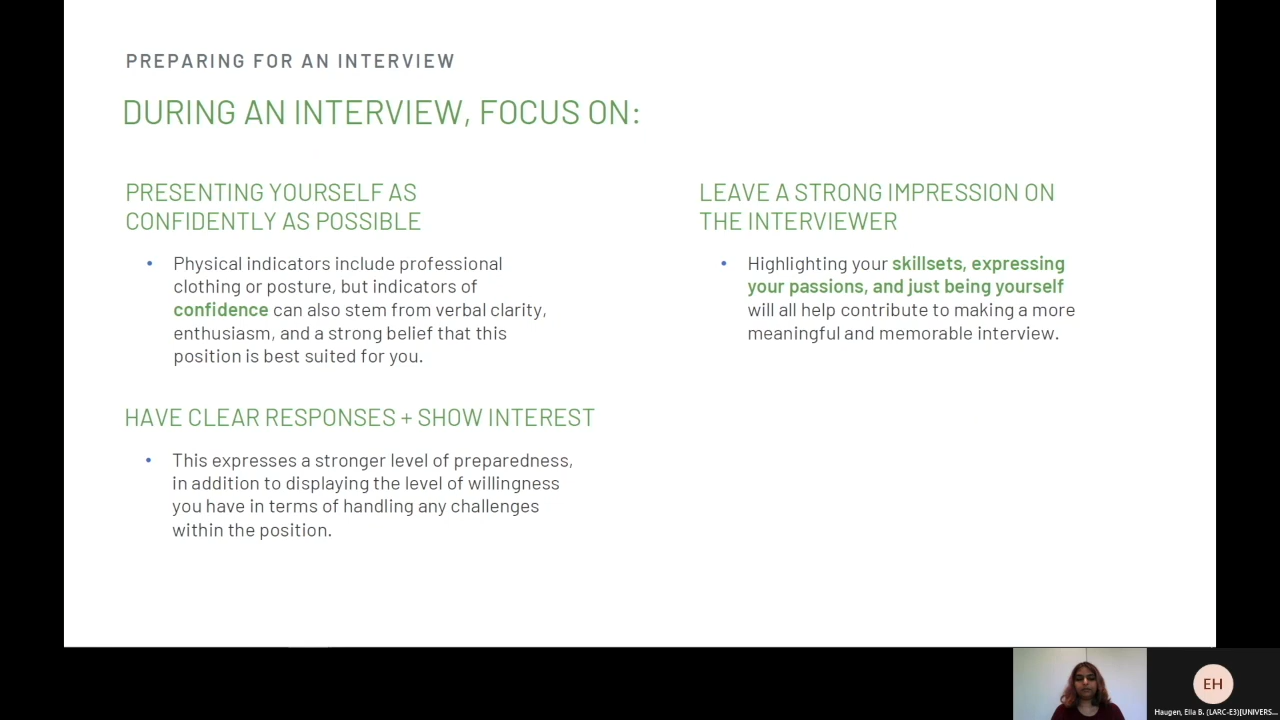 PREPARING FOR AN INTERVIEW
DURING AN INTERVIEW, FOCUS ON:
PRESENTING YOURSELF AS
CONFIDENTLY AS POSSIBLE
• Physical indicators include professional
clothing or posture, but indicators of
confidence can also stem from verbal clarity,
enthusiasm, and a strong belief that this
position is best suited for you.
HAVE CLEAR RESPONSES + SHOW INTEREST
• This expresses a stronger level of preparedness,
in addition to displaying the level of willingness
you have in terms of handling any challenges
within the position.
LEAVE A STRONG IMPRESSION ON
THE INTERVIEWER
• Highlighting your skillsets, expressing
your passions, and just being yourself
will all help contribute to making a more
meaningful and memorable interview.
EH
Haugen, Ella B. (LARC-E3)[UNIVERS...